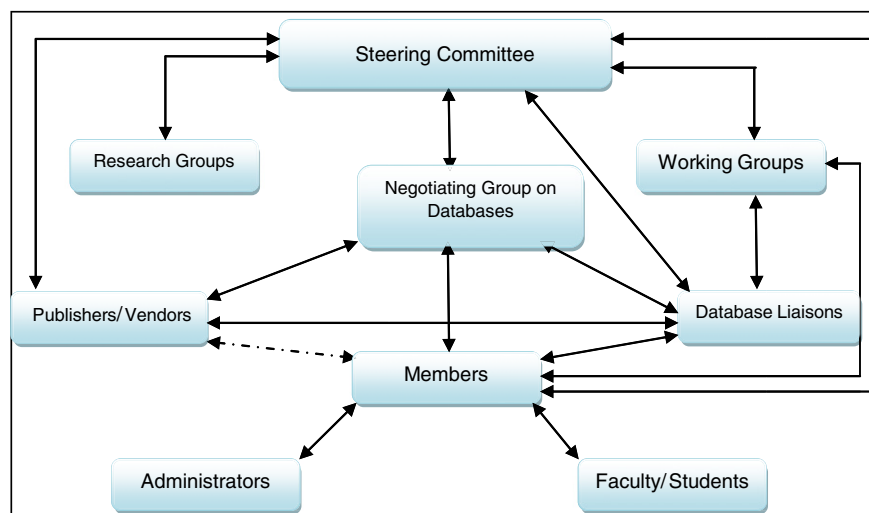 Steering Committee
Research Groups
Working Groups
Negotiating Group on
Databases
Publishers/Vendors
Database Liaisons
Members
Administrators
Faculty/Students